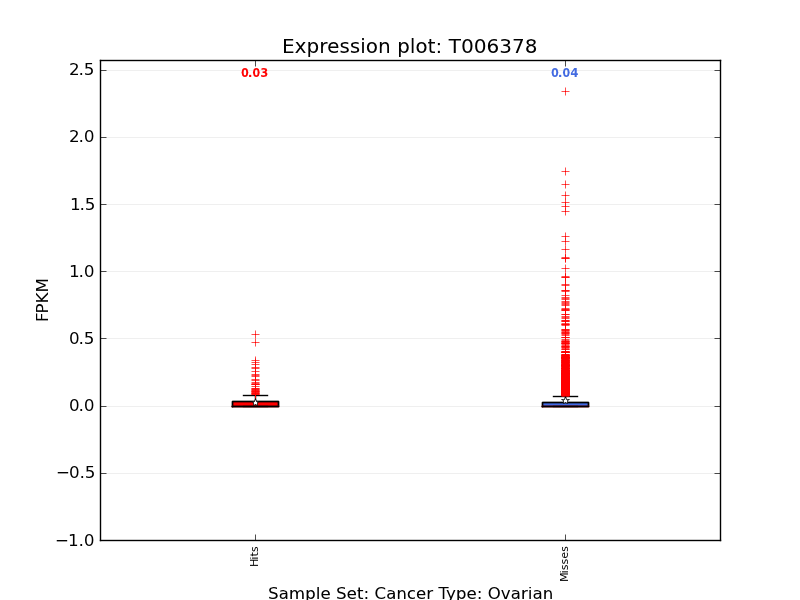 Expression plot: T006378
0.03
0.04
2.5
2.0
1.5
1.0
0.5
0.0
−0.5
−1.0
FPKM
Hits
Misses
Sample Set: Cancer Type: Ovarian